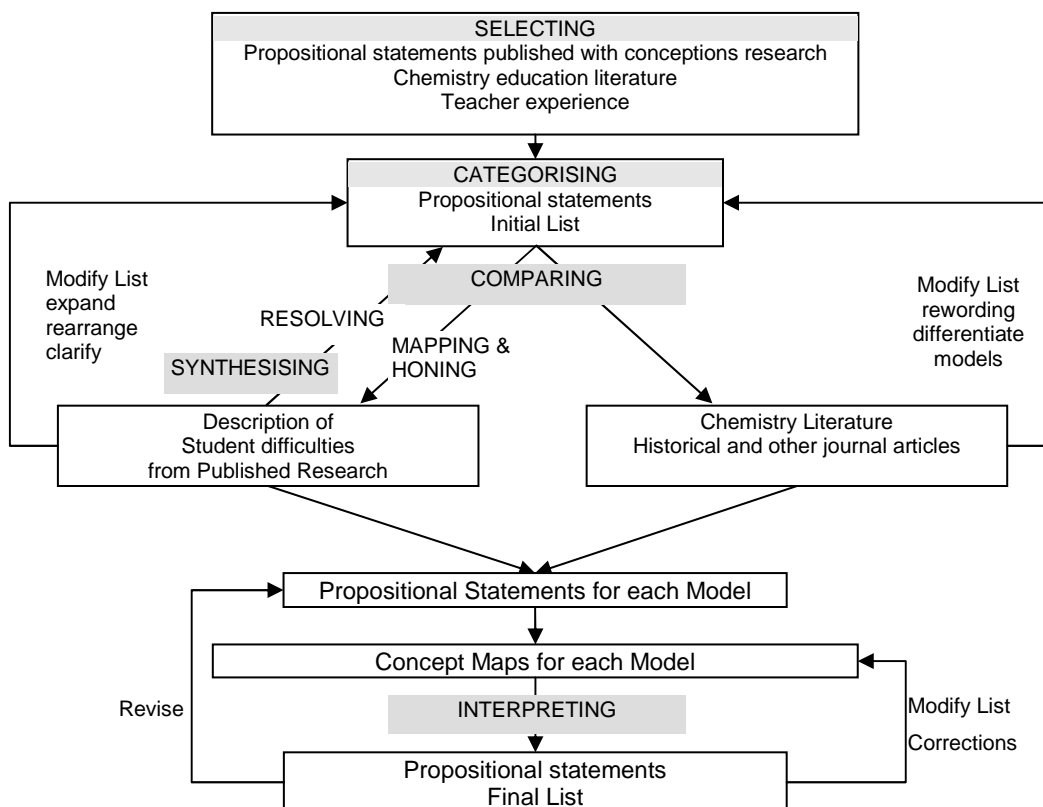 SELECTING
Propositional statements published with conceptions research
Chemistry education literature
Teacher experience
CATEGORISING
Propositional statements
Initial List
Modify List
expand
rearrange
clarify
COMPARING
RESOLVING
MAPPING &
HONING
SYNTHESISING
Modify List
rewording
differentiate
models
Description of
Student difficulties
from Published Research
Chemistry Literature
Historical and other journal articles
Propositional Statements for each Model
Concept Maps for each Model
Revise
INTERPRETING
Modify List
Corrections
Propositional statements
Final List